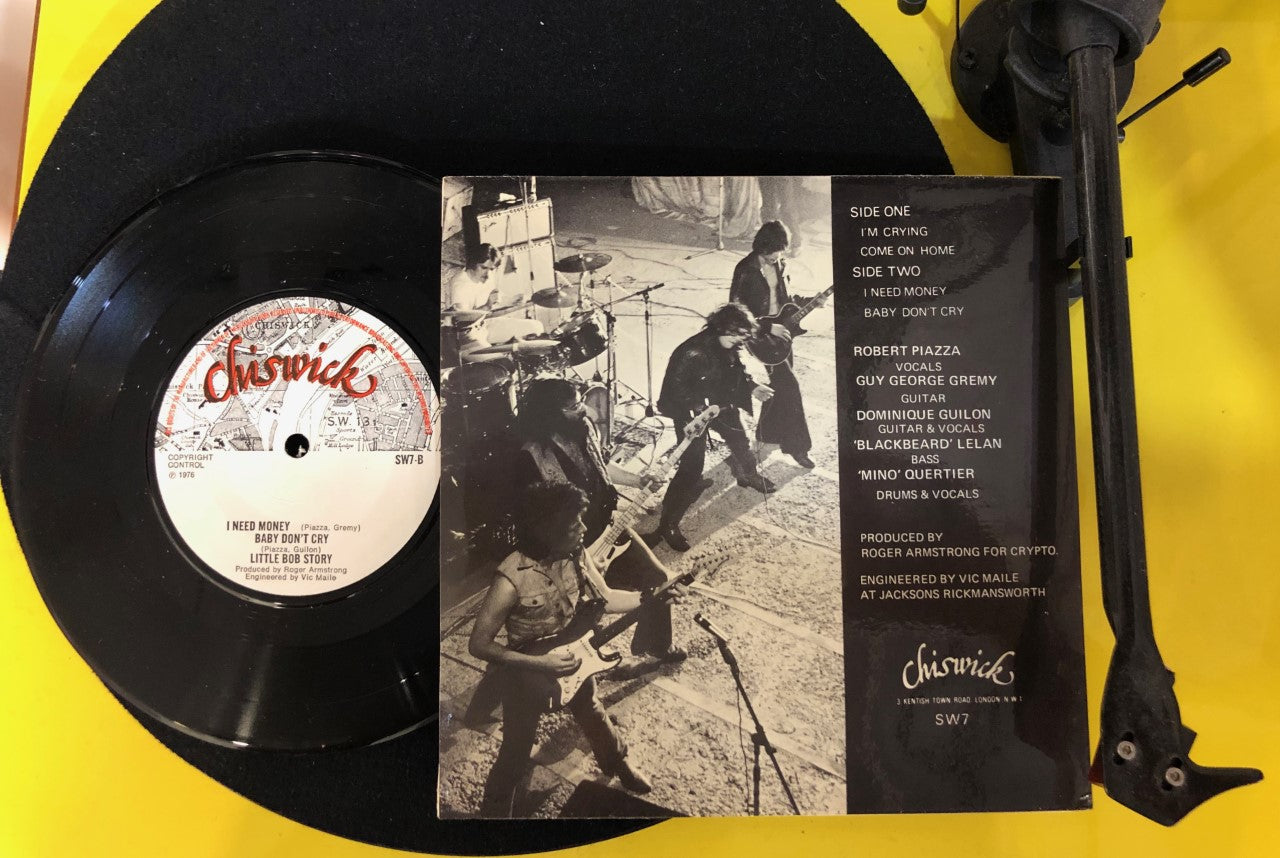 CHISWICK
chiswick
S.W. 13
COPYRIGHT
CONTROL
SW7-B
℗ 1976
I NEED MONEY (Piazza, Gremy)
BABY DON'T CRY
(Piazza, Guilon)
LITTLE BOB STORY
Produced by Roger Armstrong
Engineered by Vic Maile
SIDE ONE
I'M CRYING
COME ON HOME
SIDE TWO
I NEED MONEY
BABY DON'T CRY
ROBERT PIAZZA
VOCALS
GUY GEORGE GREMY
GUITAR
DOMINIQUE GUILON
GUITAR & VOCALS
'BLACKBEARD' LELAN
BASS
'MINO' QUERTIER
DRUMS & VOCALS
PRODUCED BY
ROGER ARMSTRONG FOR CRYPTO.
ENGINEERED BY VIC MAILE
AT JACKSONS RICKMANSWORTH
chiswick
3 KENTISH TOWN ROAD, LONDON N W 1
SW7